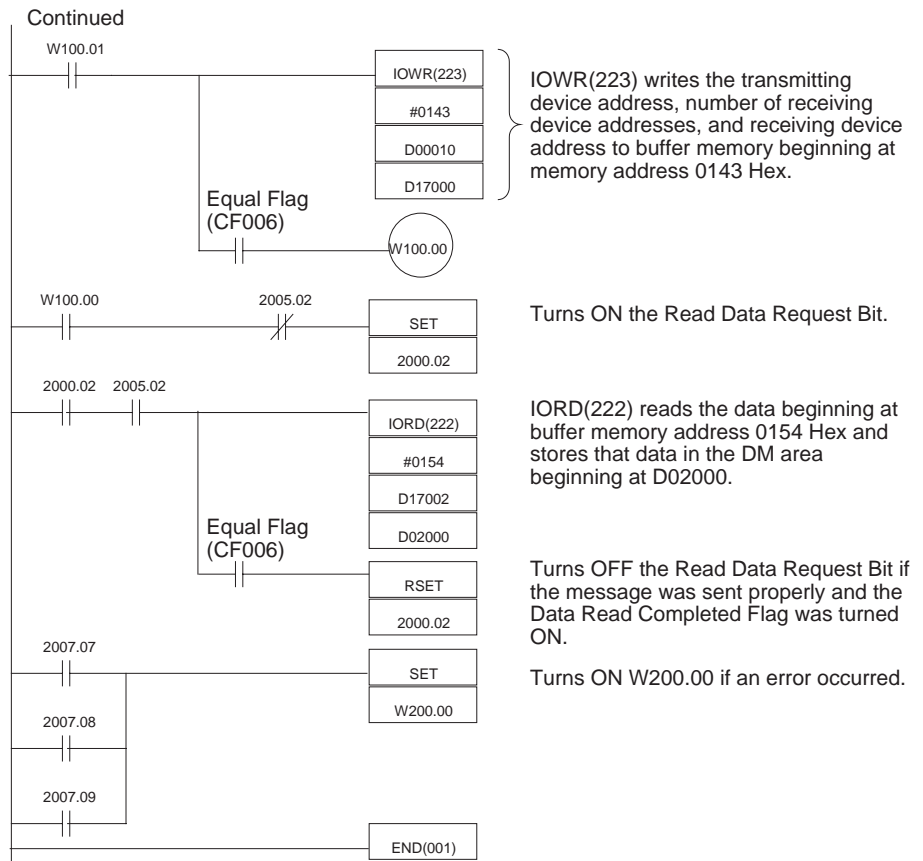 Continued
W100.01
IOWR(223)
#0143
D00010
D17000
IOWR(223) writes the transmitting
device address, number of receiving
device addresses, and receiving device
address to buffer memory beginning at
memory address 0143 Hex.
Equal Flag
(CF006)
W100.00
W100.00 2005.02
SET
2000.02
Turns ON the Read Data Request Bit.
2000.02 2005.02
IORD(222)
#0154
D17002
D02000
IORD(222) reads the data beginning at
buffer memory address 0154 Hex and
stores that data in the DM area
beginning at D02000.
Equal Flag
(CF006)
RSET
2000.02
Turns OFF the Read Data Request Bit if
the message was sent properly and the
Data Read Completed Flag was turned
ON.
2007.07
SET
W200.00
Turns ON W200.00 if an error occurred.
2007.08
2007.09
END(001)